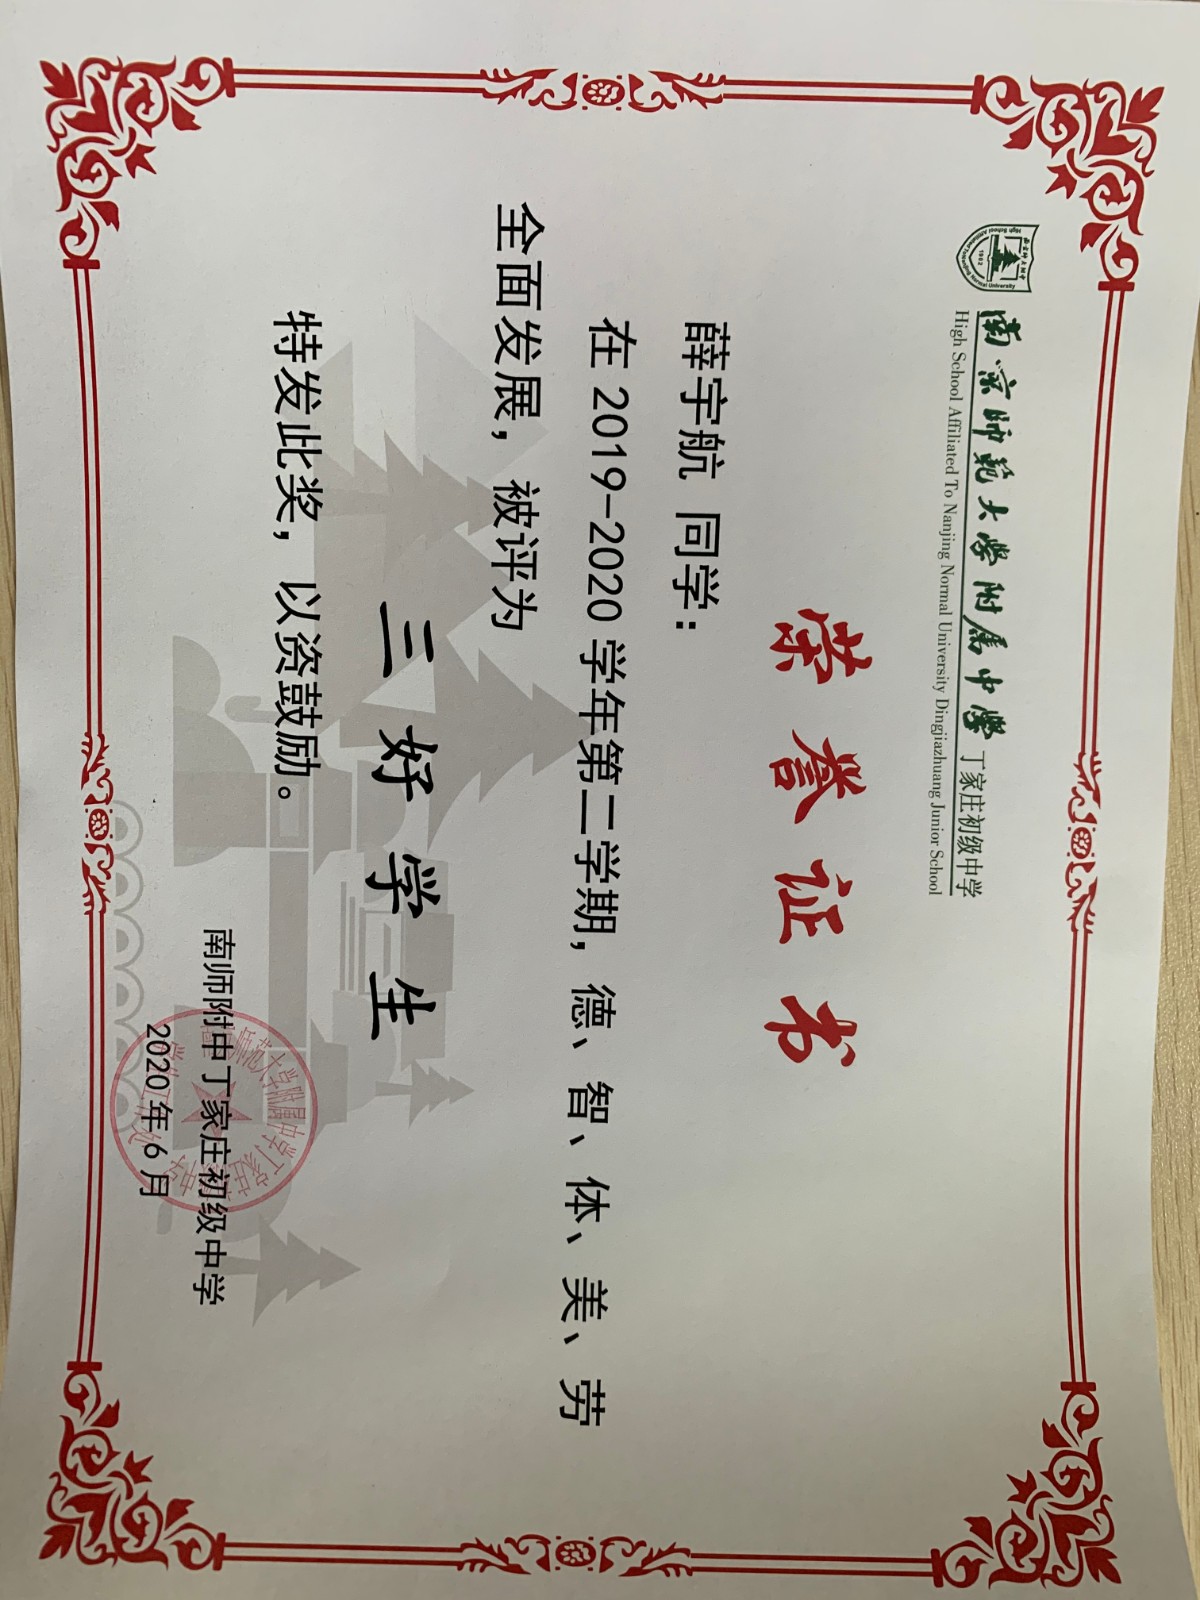 南京师范大学附属中学丁家庄初级中学
High School Affiliated To Nanjing Normal University Dingjiazhuang Junior School
荣誉证书
薛宇航 同学：
在 2019-2020 学年第二学期，德、智、体、美、劳
全面发展，被评为
三好学生
特发此奖，以资鼓励。
南师附中丁家庄初级中学
2020年6月